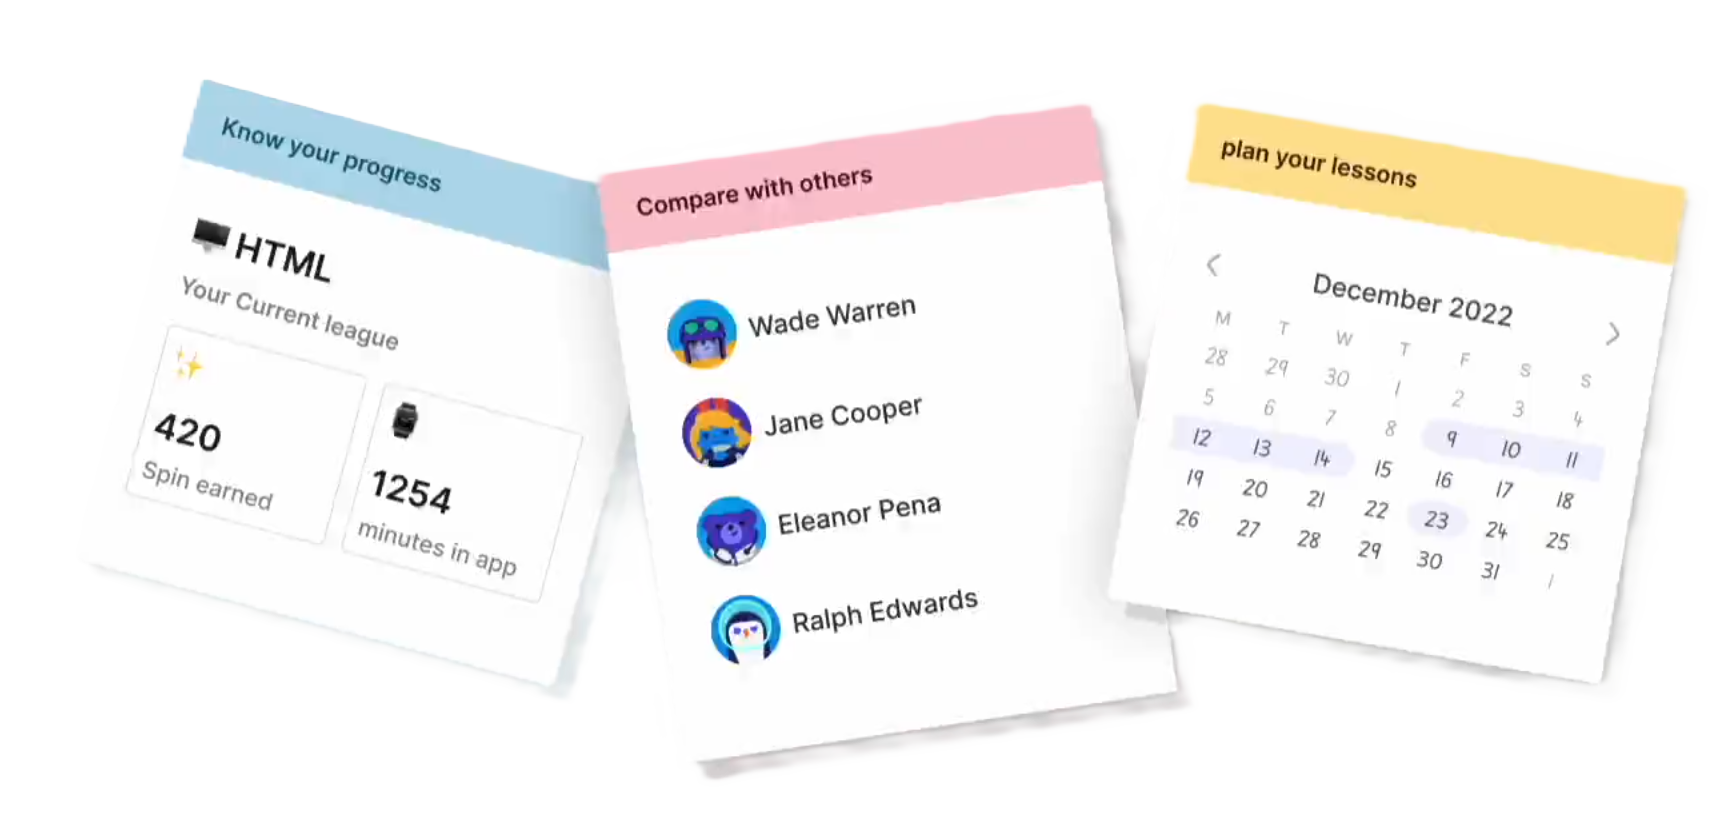 Know your progress
HTML
Your Current league
420
Spin earned
1254
minutes in app
Compare with others
Wade Warren
Jane Cooper
Eleanor Pena
Ralph Edwards
plan your lessons
December 2022
M T W T F S S
28 29 30 1 2 3 4
5 6 7 8 9 10 11
12 13 14 15 16 17 18
19 20 21 22 23 24 25
26 27 28 29 30 31 1